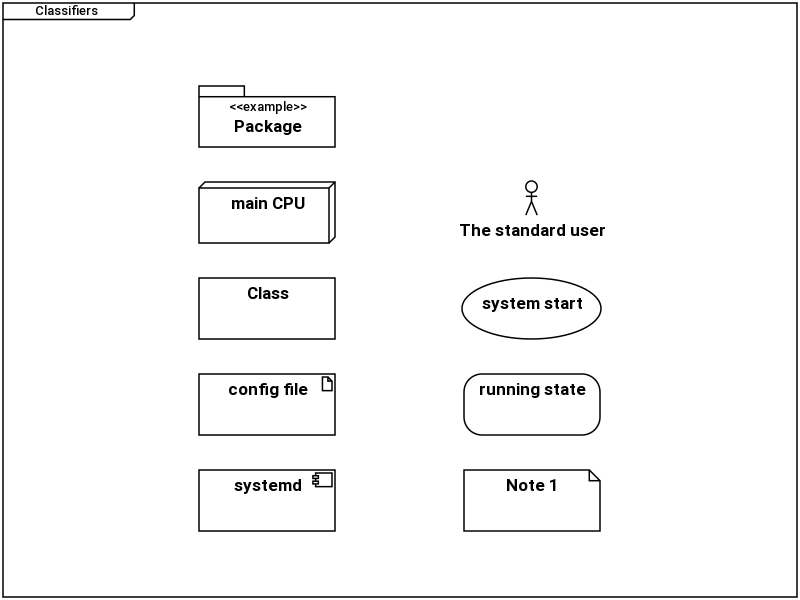 Classifiers
<<example>>
Package
main CPU
The standard user
Class
system start
config file
running state
systemd
Note 1